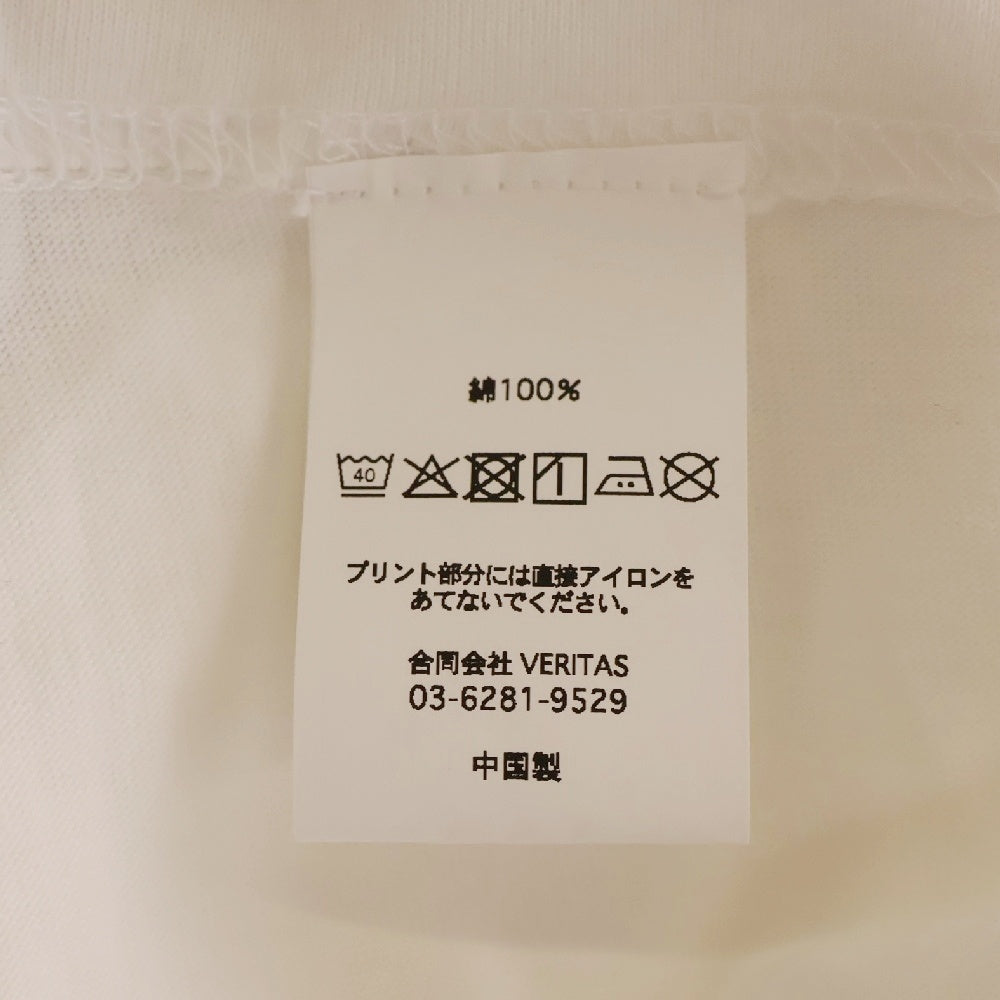 綿100%
40
プリント部分には直接アイロンを
あてないでください。
合同会社 VERITAS
03-6281-9529
中国製